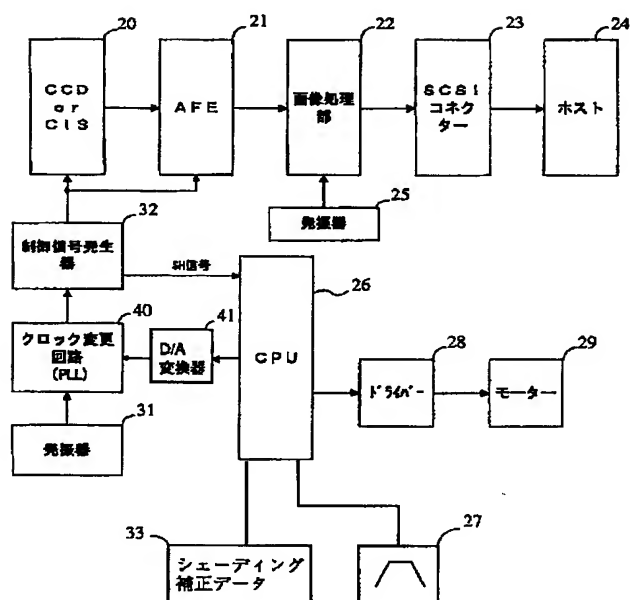 20
21
22
23
24
CCD
or
CIS
AFE
画像処理
部
SCSI
コネク
ター
ホスト
32
25
発振器
制御信号発生
器
SH信号
26
40
41
クロック変更
回路
(PLL)
D/A
変換器
CPU
28
29
ドライバー
モーター
31
発振器
33
27
シェーディング
補正データ